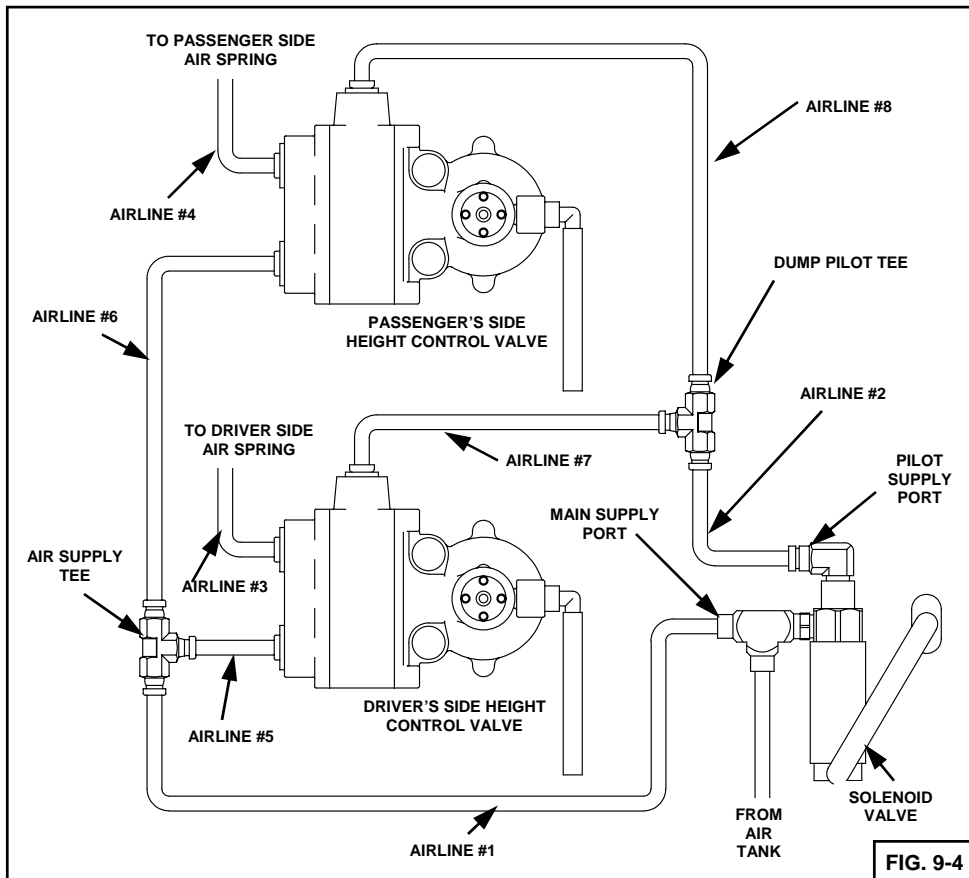 TO PASSENGER SIDE
AIR SPRING
AIRLINE #8
AIRLINE #4
DUMP PILOT TEE
AIRLINE #6
PASSENGER'S SIDE
HEIGHT CONTROL VALVE
AIRLINE #2
TO DRIVER SIDE
AIR SPRING
AIRLINE #7
PILOT
SUPPLY
PORT
MAIN SUPPLY
PORT
AIR SUPPLY
TEE
AIRLINE #3
DRIVER'S SIDE HEIGHT
CONTROL VALVE
AIRLINE #5
FROM
AIR
TANK
SOLENOID
VALVE
AIRLINE #1
FIG. 9-4